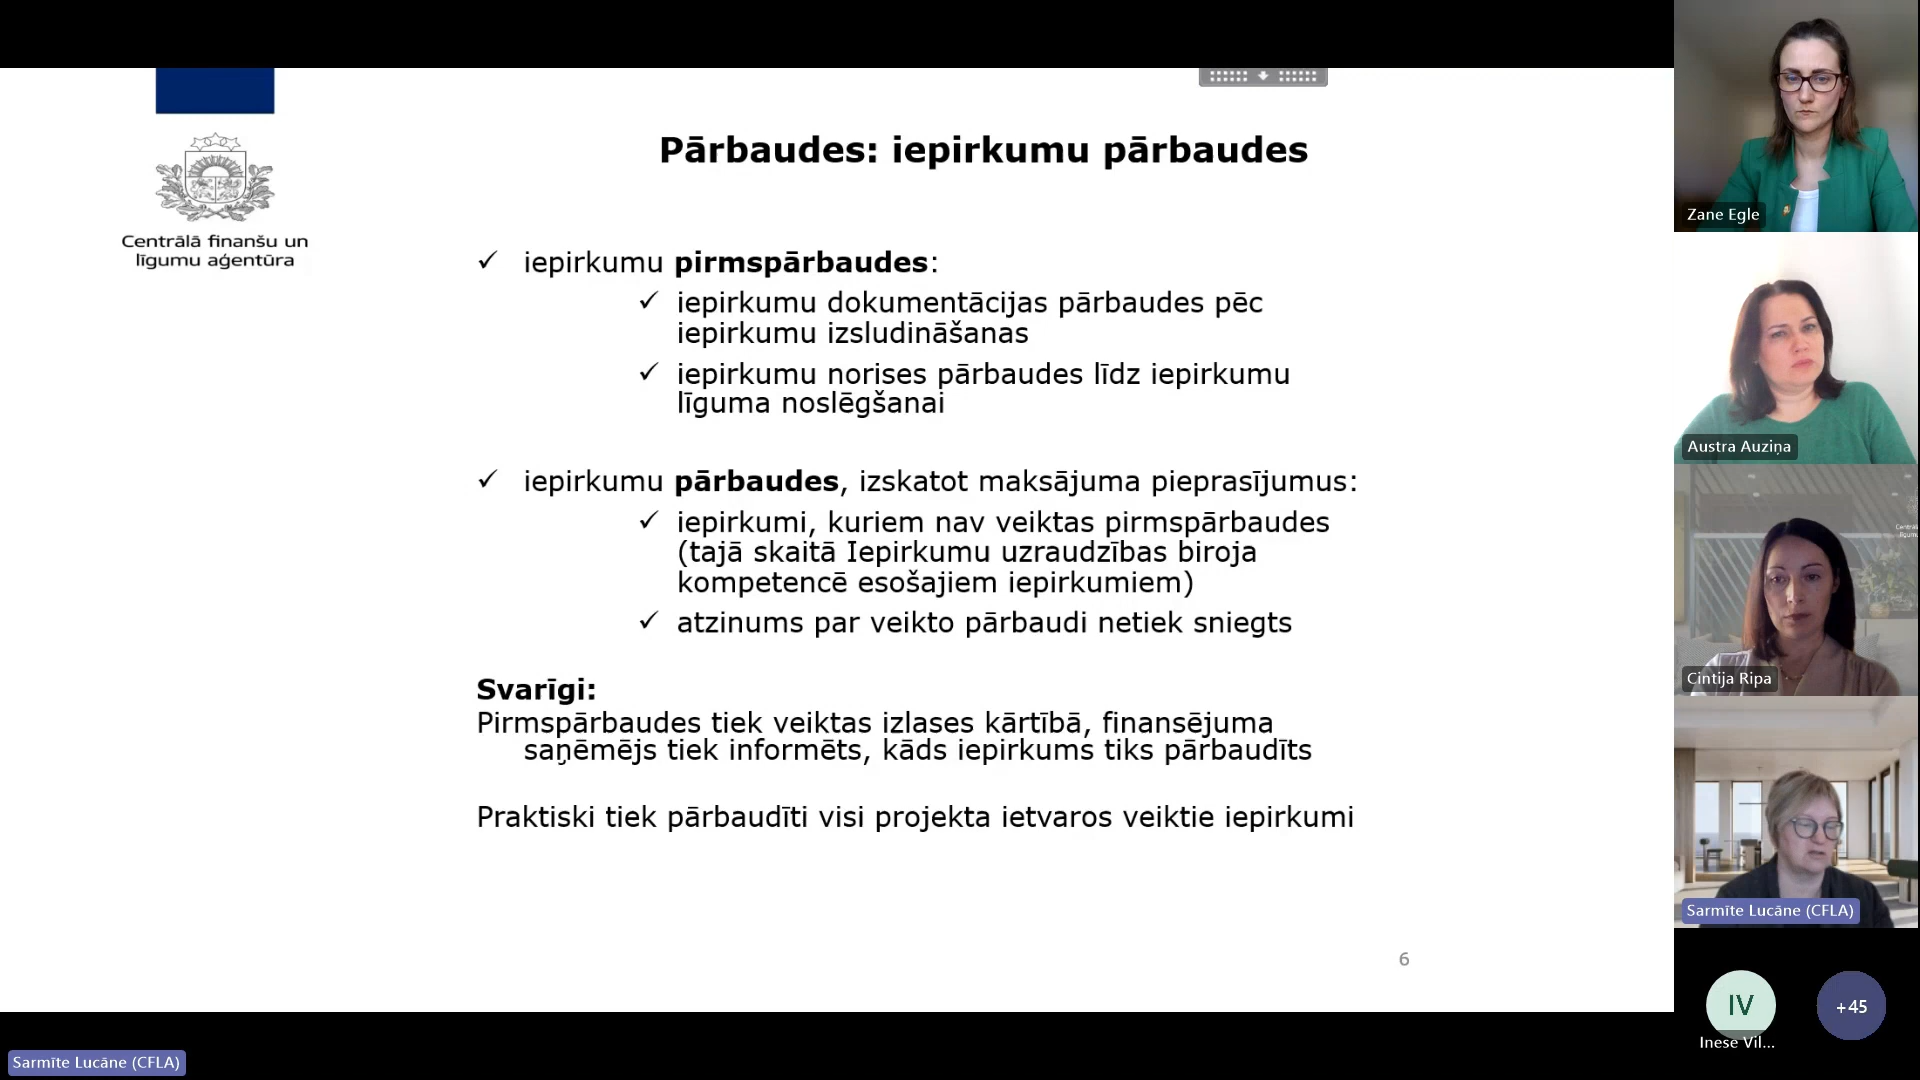 Centrālā finanšu un
līgumu aģentūra
Pārbaudes: iepirkumu pārbaudes
✓ iepirkumu pirmspārbaudes:
✓ iepirkumu dokumentācijas pārbaudes pēc
iepirkumu izsludināšanas
✓ iepirkumu norises pārbaudes līdz iepirkumu
līguma noslēgšanai
✓ iepirkumu pārbaudes, izskatot maksājuma pieprasījumus:
✓ iepirkumi, kuriem nav veiktas pirmspārbaudes
(tajā skaitā Iepirkumu uzraudzības biroja
kompetencē esošajiem iepirkumiem)
✓ atzinums par veikto pārbaudi netiek sniegts
Svarīgi:
Pirmspārbaudes tiek veiktas izlases kārtībā, finansējuma
saņēmējs tiek informēts, kāds iepirkums tiks pārbaudīts
Praktiski tiek pārbaudīti visi projekta ietvaros veiktie iepirkumi
6
Zane Egle
Austra Auziņa
Cintija Ripa
Sarmīte Lucāne (CFLA)
IV
+45
Inese Vil...
Sarmīte Lucāne (CFLA)